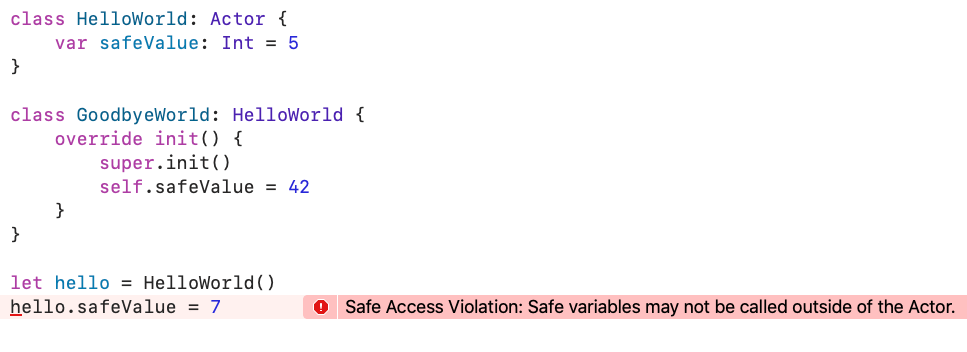 class HelloWorld: Actor {
    var safeValue: Int = 5
}

class GoodbyeWorld: HelloWorld {
    override init() {
        super.init()
        self.safeValue = 42
    }
}

let hello = HelloWorld()
hello.safeValue = 7 Safe Access Violation: Safe variables may not be called outside of the Actor.